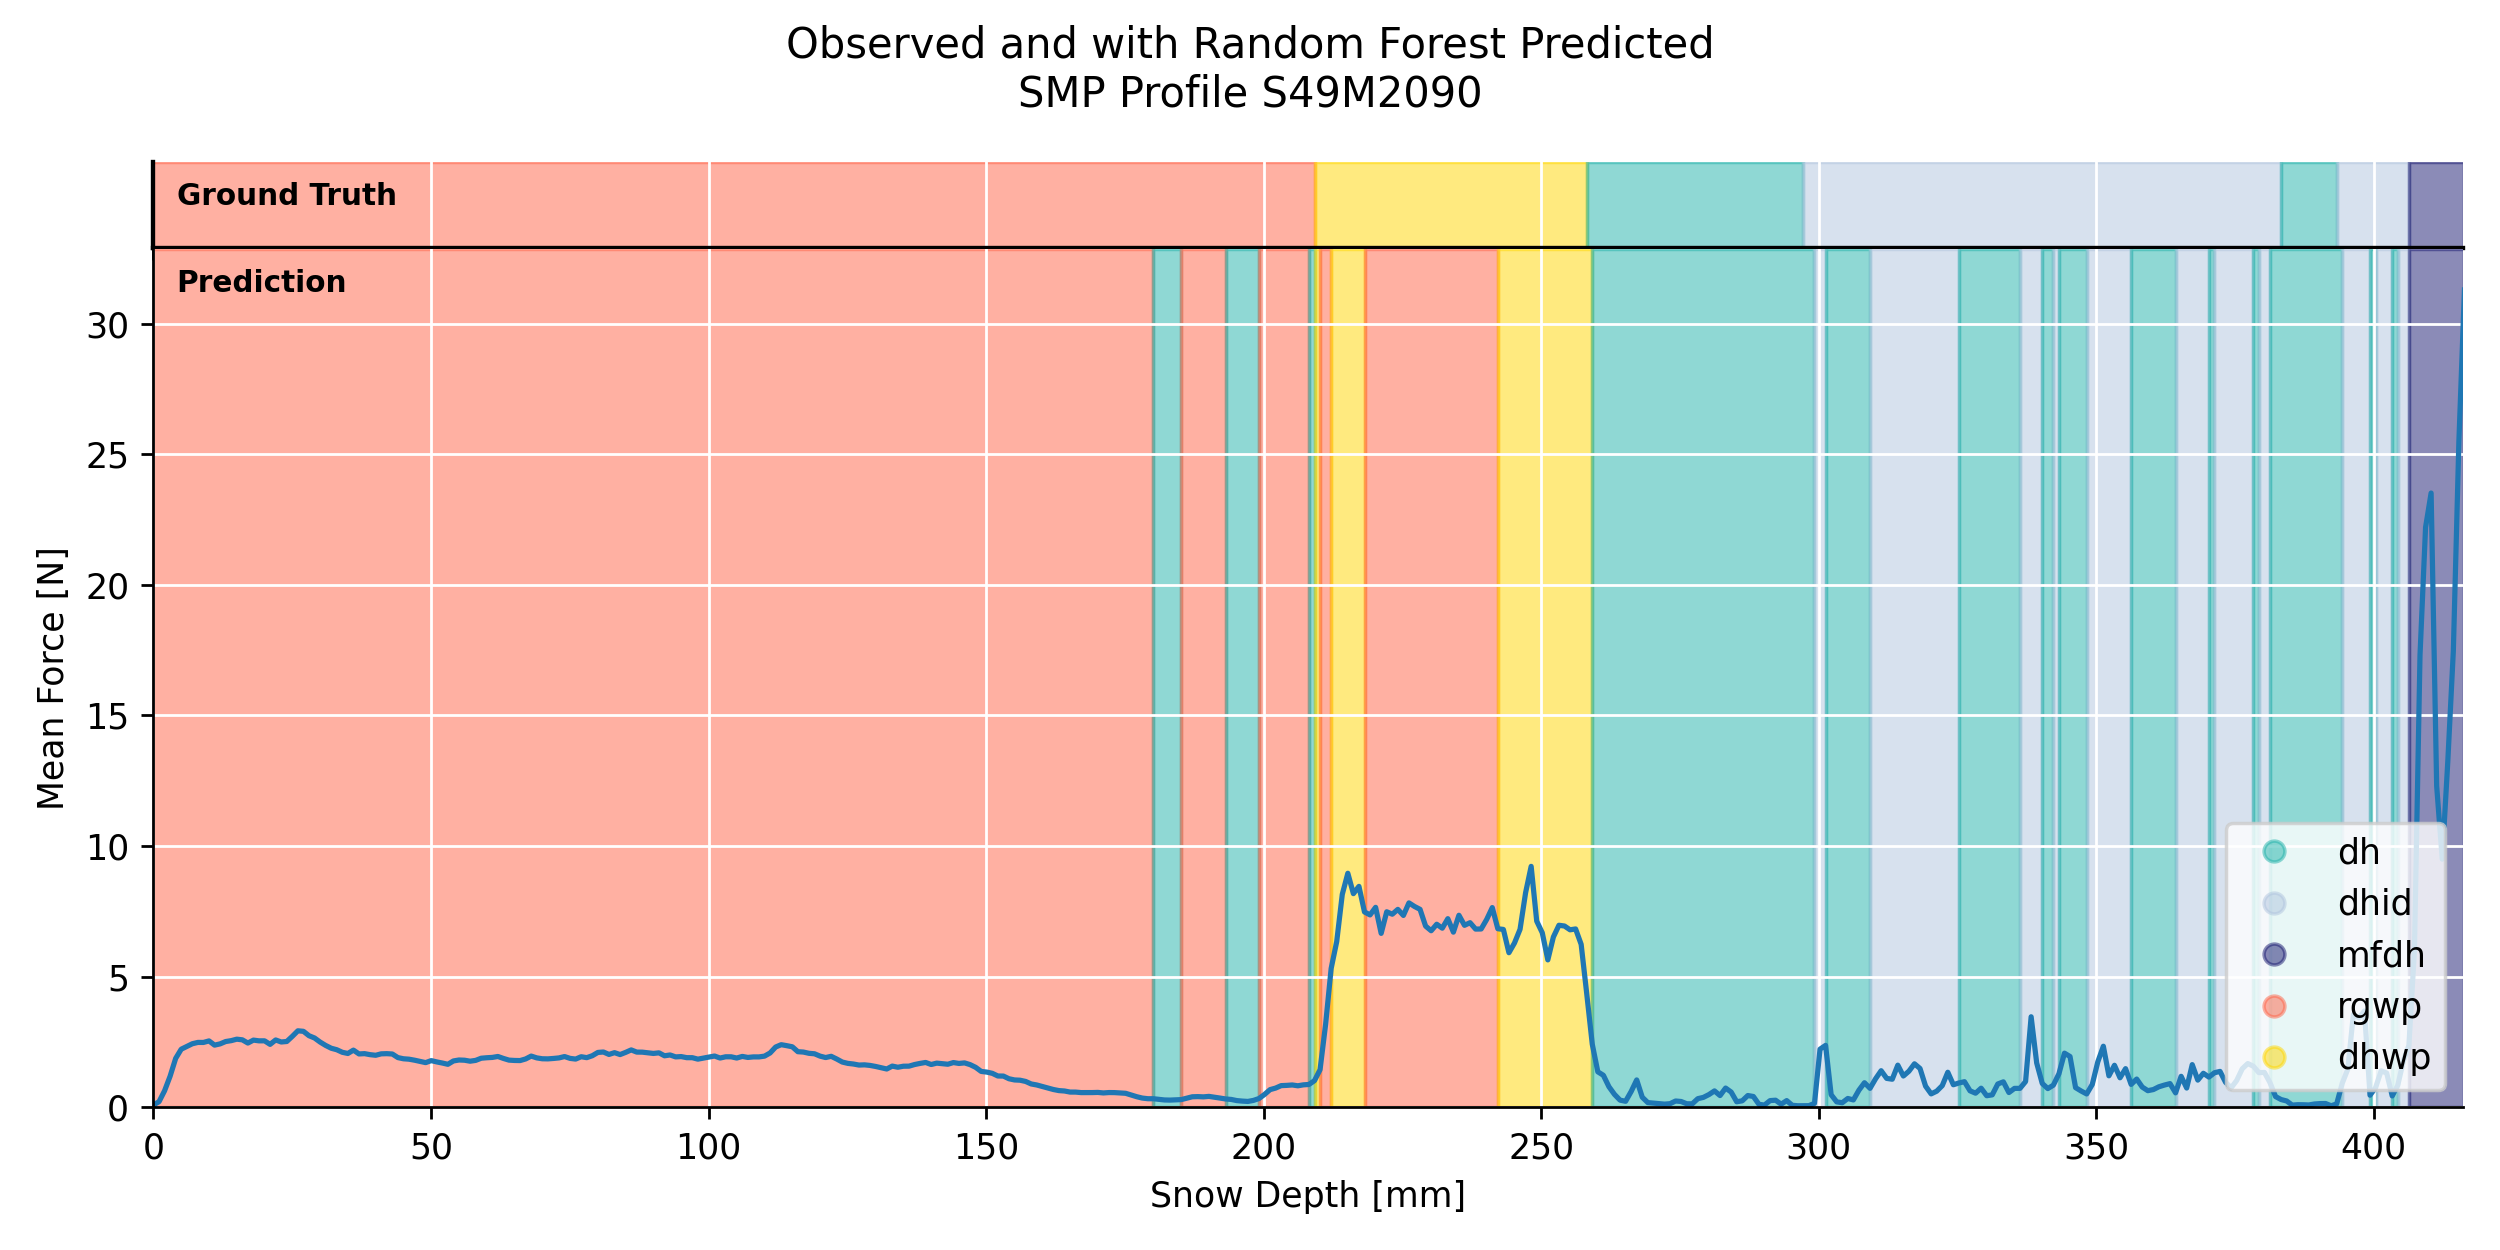 Observed and with Random Forest Predicted
SMP Profile S49M2090
Ground Truth
Prediction
30
25
20
15
10
5
0
Mean Force [N]
dh
dhid
mfdh
rgwp
dhwp
0 50 100 150 200 250 300 350 400
Snow Depth [mm]